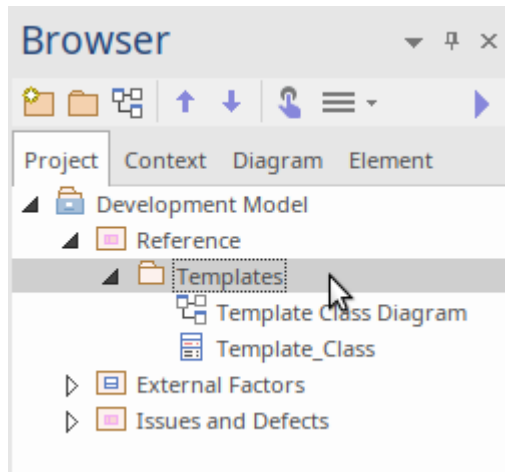 Browser
Project Context Diagram Element
Development Model
Reference
Templates
Template Class Diagram
Template_Class
External Factors
Issues and Defects